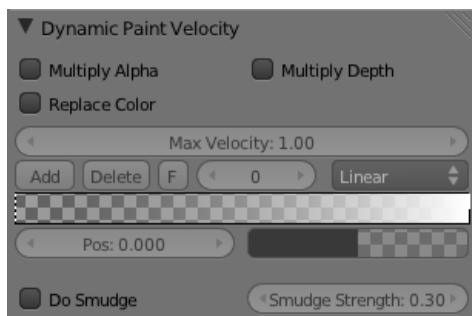 Dynamic Paint Velocity
Multiply Alpha Multiply Depth
Replace Color
Max Velocity: 1.00
Add Delete F 0 Linear
Pos: 0.000
Do Smudge Smudge Strength: 0.30